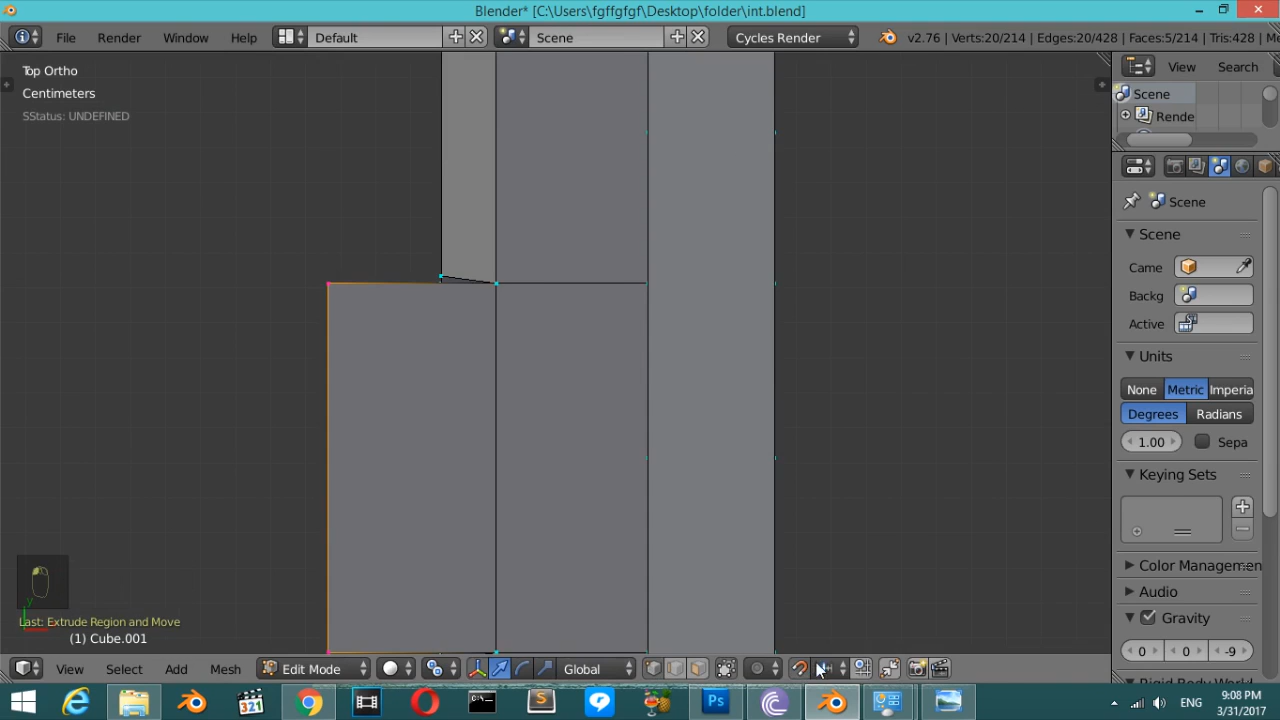 Blender* [C:\Users\fgffgfgf\Desktop\folder\int.blend]
File Render Window Help Default Scene Cycles Render v2.76 | Verts:20/214 | Edges:20/428 | Faces:5/214 | Tris:428 | Me
Top Ortho
Centimeters
SStatus: UNDEFINED
View Search
Scene
Rende
Scene
Scene
Came
Backg
Active
Units
None Metric Imperia
Degrees Radians
1.00 Sepa
Keying Sets
Color Managemen
Audio
Gravity
0 0 -9
y
Last: Extrude Region and Move
(1) Cube.001
View Select Add Mesh Edit Mode Global
321
Ps
ENG
9:08 PM
3/31/2017